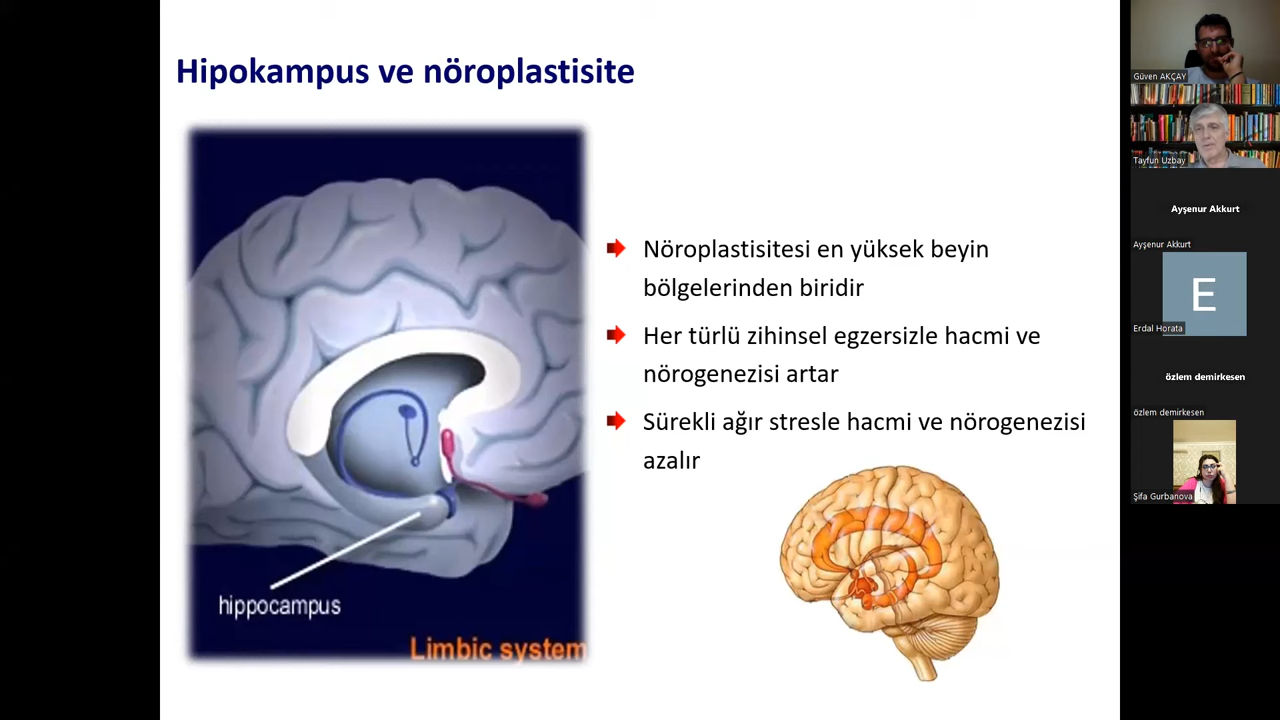 Hipokampus ve nöroplastisite
Nöroplastisitesi en yüksek beyin
bölgelerinden biridir
Her türlü zihinsel egzersizle hacmi ve
nörogenezisi artar
Sürekli ağır stresle hacmi ve nörogenezisi
azalır
hippocampus
Limbic system
Güven AKÇAY
Tayfun Uzbay
Ayşenur Akkurt
Ayşenur Akkurt
E
Erdal Horata
özlem demirkesen
özlem demirkesen
Şifa Gurbanova